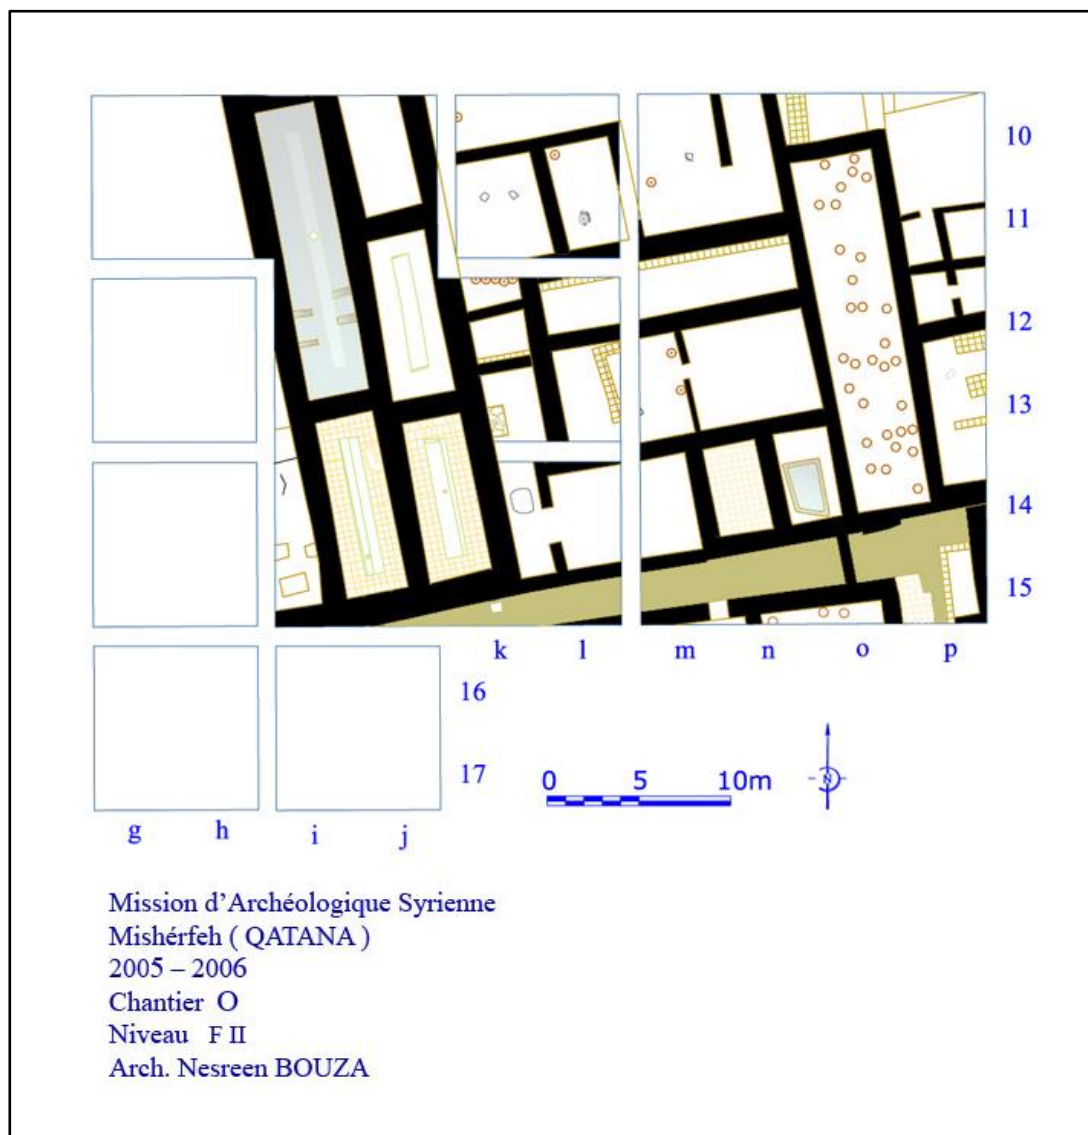 10
11
12
13
14
15
k l m n o p
16
17
0 5 10m
N
g h i j
Mission d’Archéologique Syrienne
Mishérfeh ( QATANA )
2005 – 2006
Chantier O
Niveau F II
Arch. Nesreen BOUZA